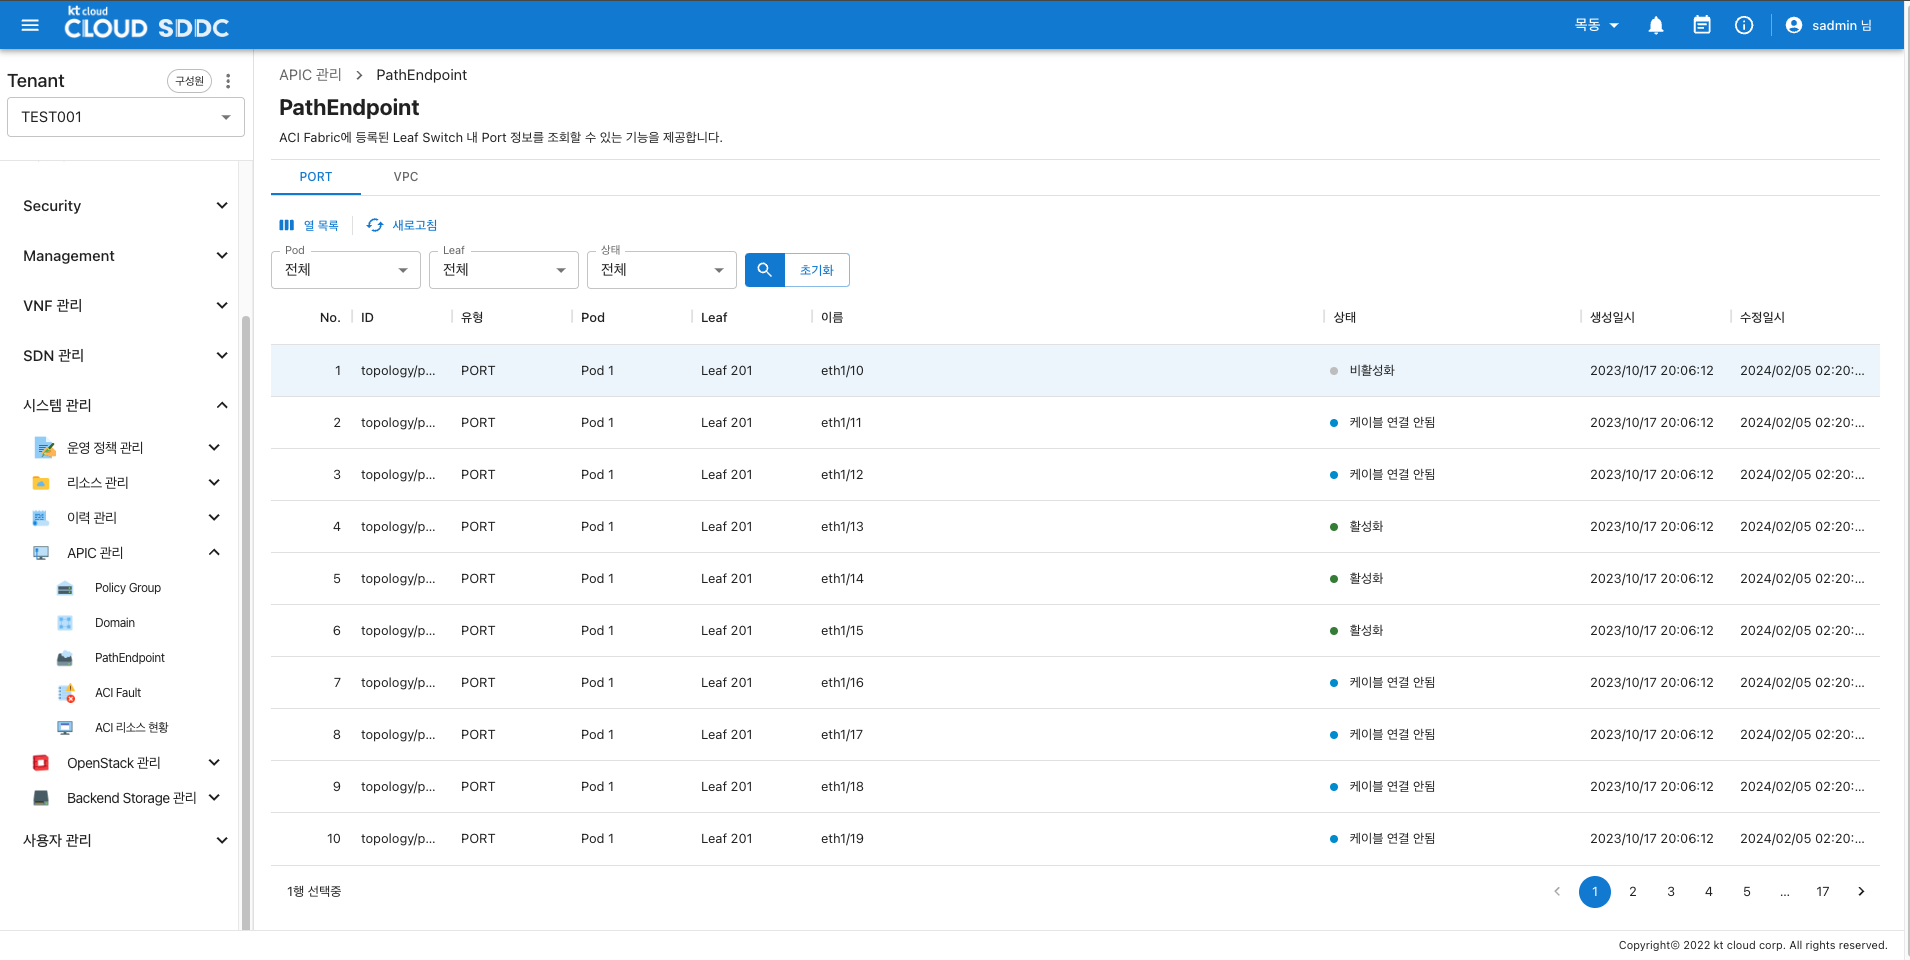 kt cloud
CLOUD SDDC
목동
sadmin 님
Tenant
구성원
TEST001
Security
Management
VNF 관리
SDN 관리
시스템 관리
운영 정책 관리
리소스 관리
이력 관리
APIC 관리
Policy Group
Domain
PathEndpoint
ACI Fault
ACI 리소스 현황
OpenStack 관리
Backend Storage 관리
사용자 관리
APIC 관리 > PathEndpoint
PathEndpoint
ACI Fabric에 등록된 Leaf Switch 내 Port 정보를 조회할 수 있는 기능을 제공합니다.
PORT VPC
열 목록 새로고침
Pod Leaf 상태
전체 전체 전체 초기화
No. ID 유형 Pod Leaf 이름 상태 생성일시 수정일시
1 topology/p... PORT Pod 1 Leaf 201 eth1/10 비활성화 2023/10/17 20:06:12 2024/02/05 02:20:...
2 topology/p... PORT Pod 1 Leaf 201 eth1/11 케이블 연결 안됨 2023/10/17 20:06:12 2024/02/05 02:20:...
3 topology/p... PORT Pod 1 Leaf 201 eth1/12 케이블 연결 안됨 2023/10/17 20:06:12 2024/02/05 02:20:...
4 topology/p... PORT Pod 1 Leaf 201 eth1/13 활성화 2023/10/17 20:06:12 2024/02/05 02:20:...
5 topology/p... PORT Pod 1 Leaf 201 eth1/14 활성화 2023/10/17 20:06:12 2024/02/05 02:20:...
6 topology/p... PORT Pod 1 Leaf 201 eth1/15 활성화 2023/10/17 20:06:12 2024/02/05 02:20:...
7 topology/p... PORT Pod 1 Leaf 201 eth1/16 케이블 연결 안됨 2023/10/17 20:06:12 2024/02/05 02:20:...
8 topology/p... PORT Pod 1 Leaf 201 eth1/17 케이블 연결 안됨 2023/10/17 20:06:12 2024/02/05 02:20:...
9 topology/p... PORT Pod 1 Leaf 201 eth1/18 케이블 연결 안됨 2023/10/17 20:06:12 2024/02/05 02:20:...
10 topology/p... PORT Pod 1 Leaf 201 eth1/19 케이블 연결 안됨 2023/10/17 20:06:12 2024/02/05 02:20:...
1행 선택중
1 2 3 4 5 ... 17
Copyright© 2022 kt cloud corp. All rights reserved.